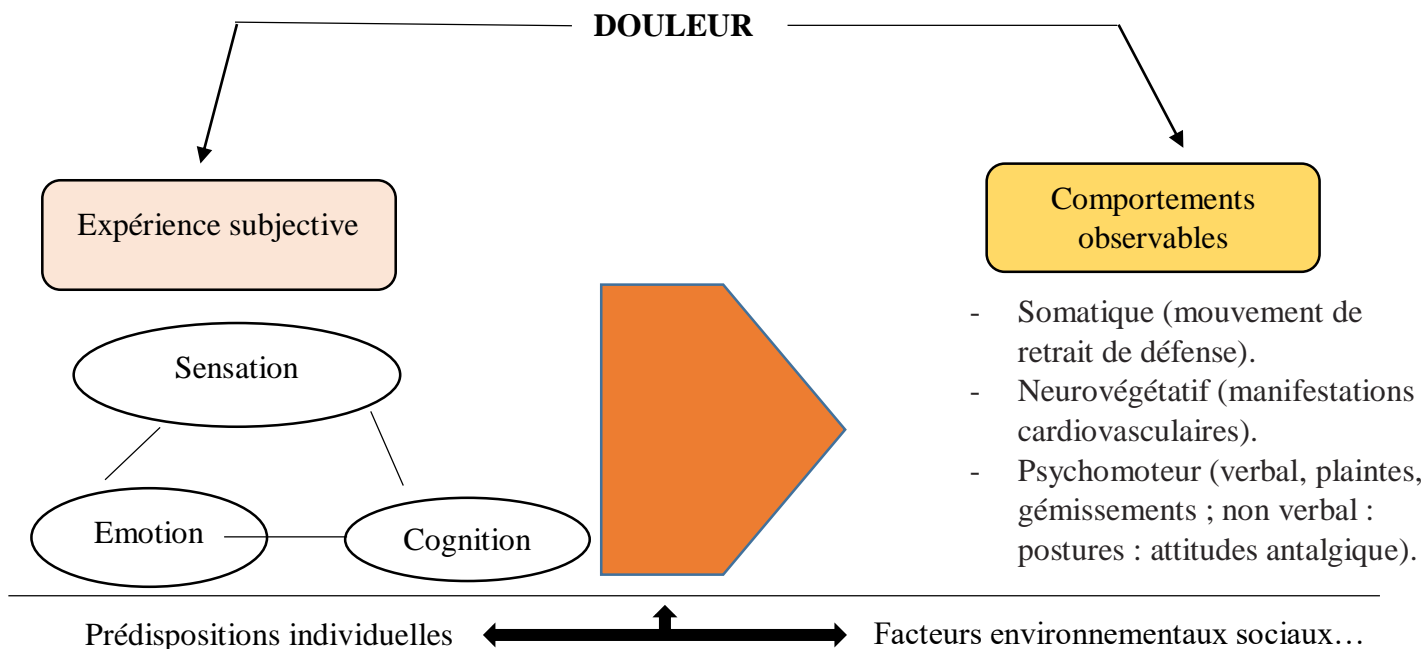 DOULEUR
Expérience subjective
Sensation
Emotion
Cognition
Comportements
observables
- Somatique (mouvement de
retrait de défense).
- Neurovégétatif (manifestations
cardiovasculaires).
- Psychomoteur (verbal, plaintes,
gémissements ; non verbal :
postures : attitudes antalgique).
Prédispositions individuelles
Facteurs environnementaux sociaux…